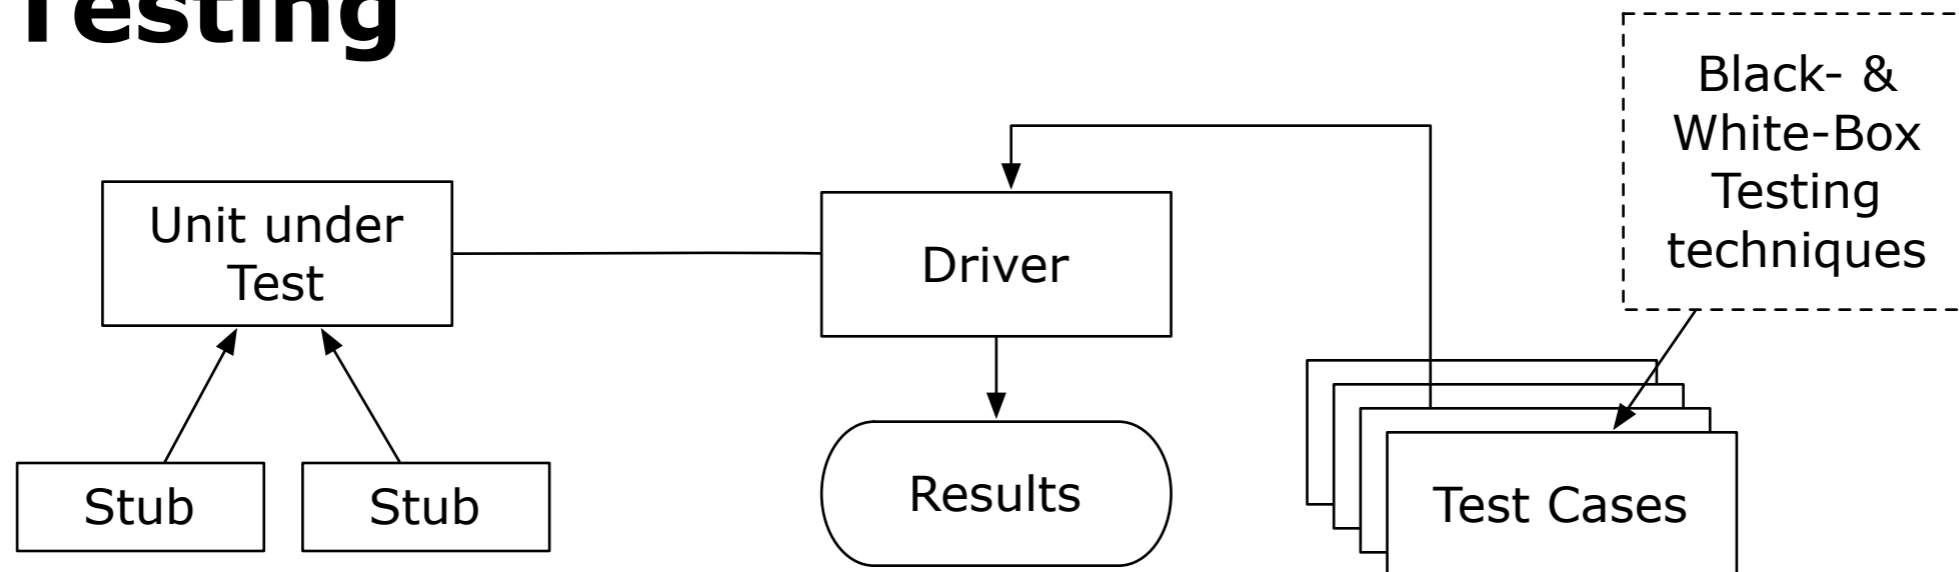 Testing
Black- &
White-Box
Testing
techniques
Unit under
Test
Driver
Stub
Stub
Results
Test Cases